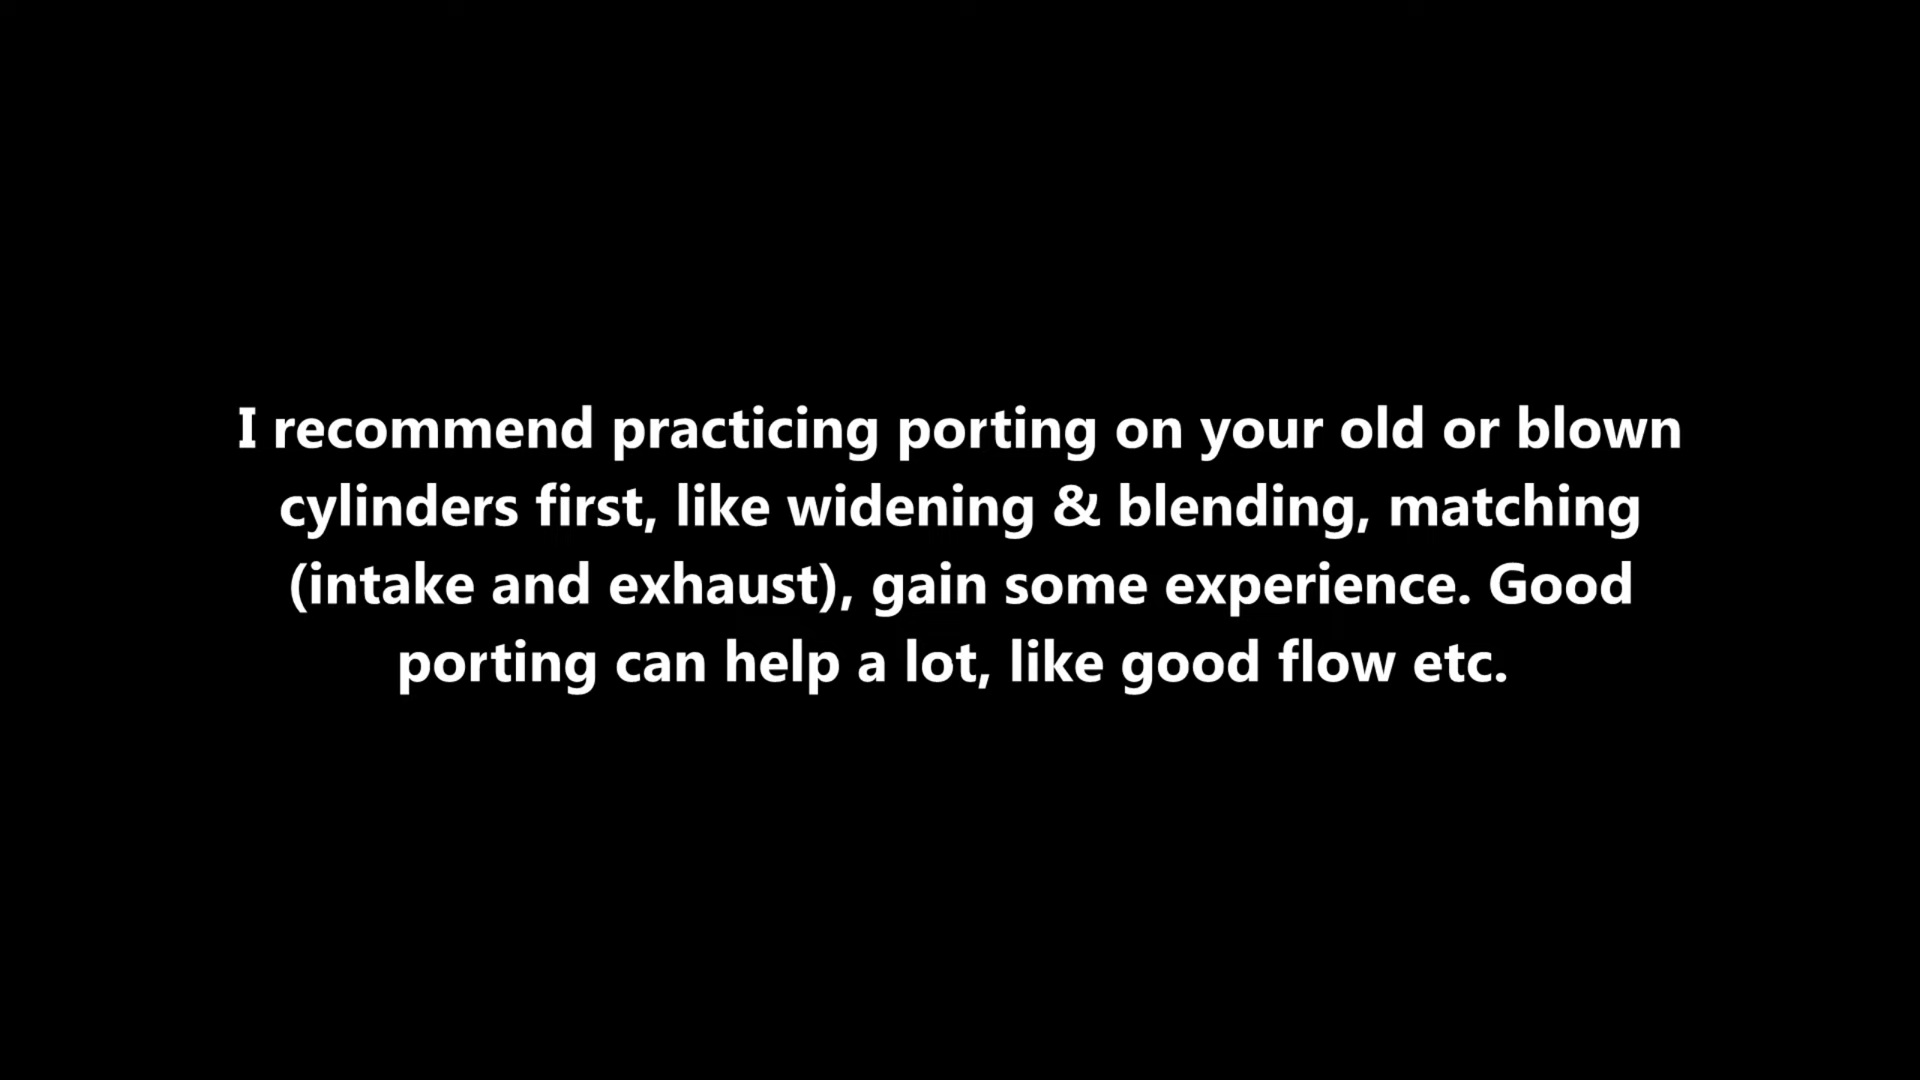 I recommend practicing porting on your old or blown
cylinders first, like widening & blending, matching
(intake and exhaust), gain some experience. Good
porting can help a lot, like good flow etc.